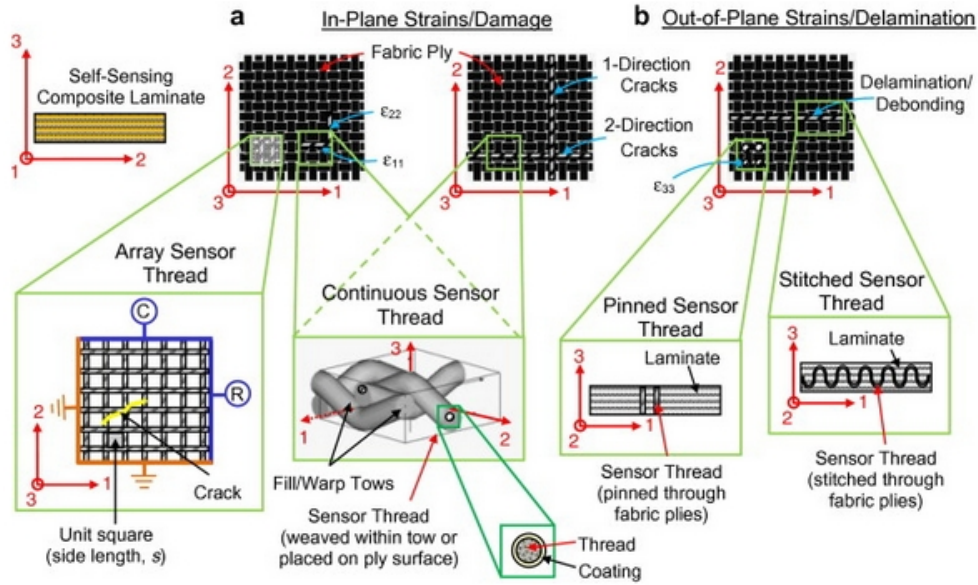 a
In-Plane Strains/Damage
b
Out-of-Plane Strains/Delamination
3
Self-Sensing
Composite Laminate
1
2
Fabric Ply
2
ε22
ε11
3
1
2
1-Direction
Cracks
2-Direction
Cracks
3
1
2
Delamination/
Debonding
ε33
3
1
Array Sensor
Thread
C
R
2
1
3
Crack
Unit square
(side length, s)
Continuous Sensor
Thread
3
1
2
Fill/Warp Tows
Sensor Thread
(weaved within tow or
placed on ply surface)
Thread
Coating
Pinned Sensor
Thread
Laminate
3
1
2
Sensor Thread
(pinned through
fabric plies)
Stitched Sensor
Thread
Laminate
3
1
2
Sensor Thread
(stitched through
fabric plies)